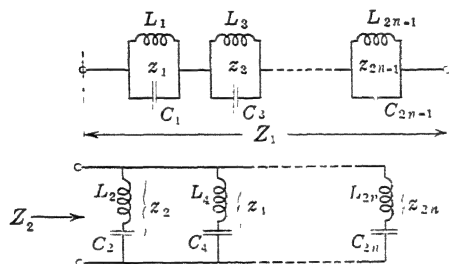 L₁ L₃ L₂ₙ₋₁
z₁ z₃ z₂ₙ₋₁
C₁ C₃ C₂ₙ₋₁
Z₁
L₂ z₂ L₄ z₁ L₂ₙ z₂ₙ
Z₂
C₂ C₄ C₂ₙ